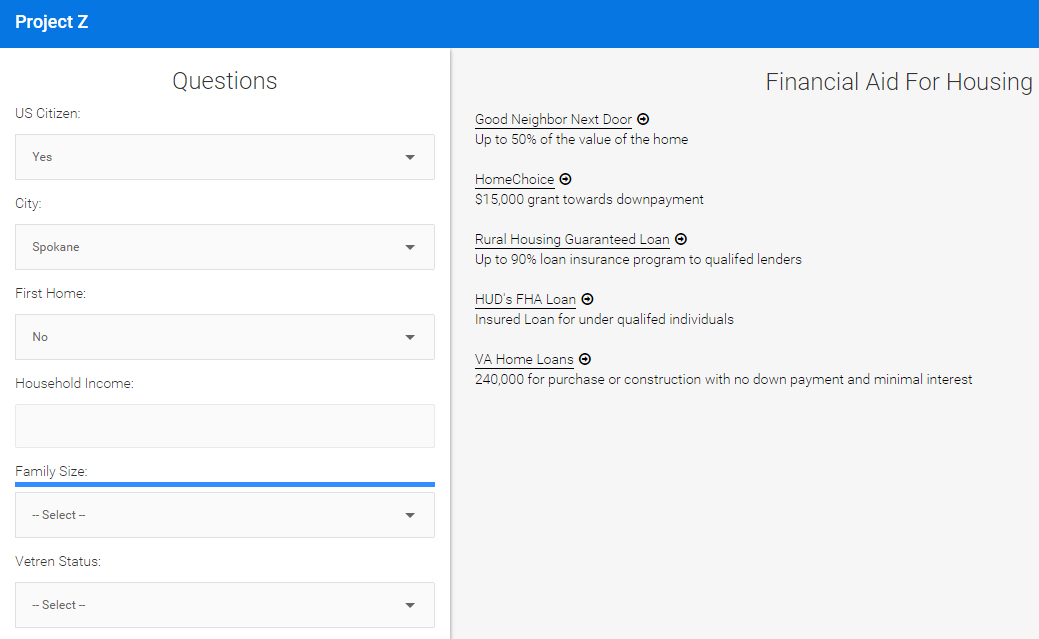 Project Z
Questions
US Citizen:
Yes
City:
Spokane
First Home:
No
Household Income:
Family Size:
-- Select --
Vetren Status:
-- Select --
Financial Aid For Housing
Good Neighbor Next Door
Up to 50% of the value of the home
HomeChoice
$15,000 grant towards downpayment
Rural Housing Guaranteed Loan
Up to 90% loan insurance program to qualifed lenders
HUD's FHA Loan
Insured Loan for under qualifed individuals
VA Home Loans
240,000 for purchase or construction with no down payment and minimal interest